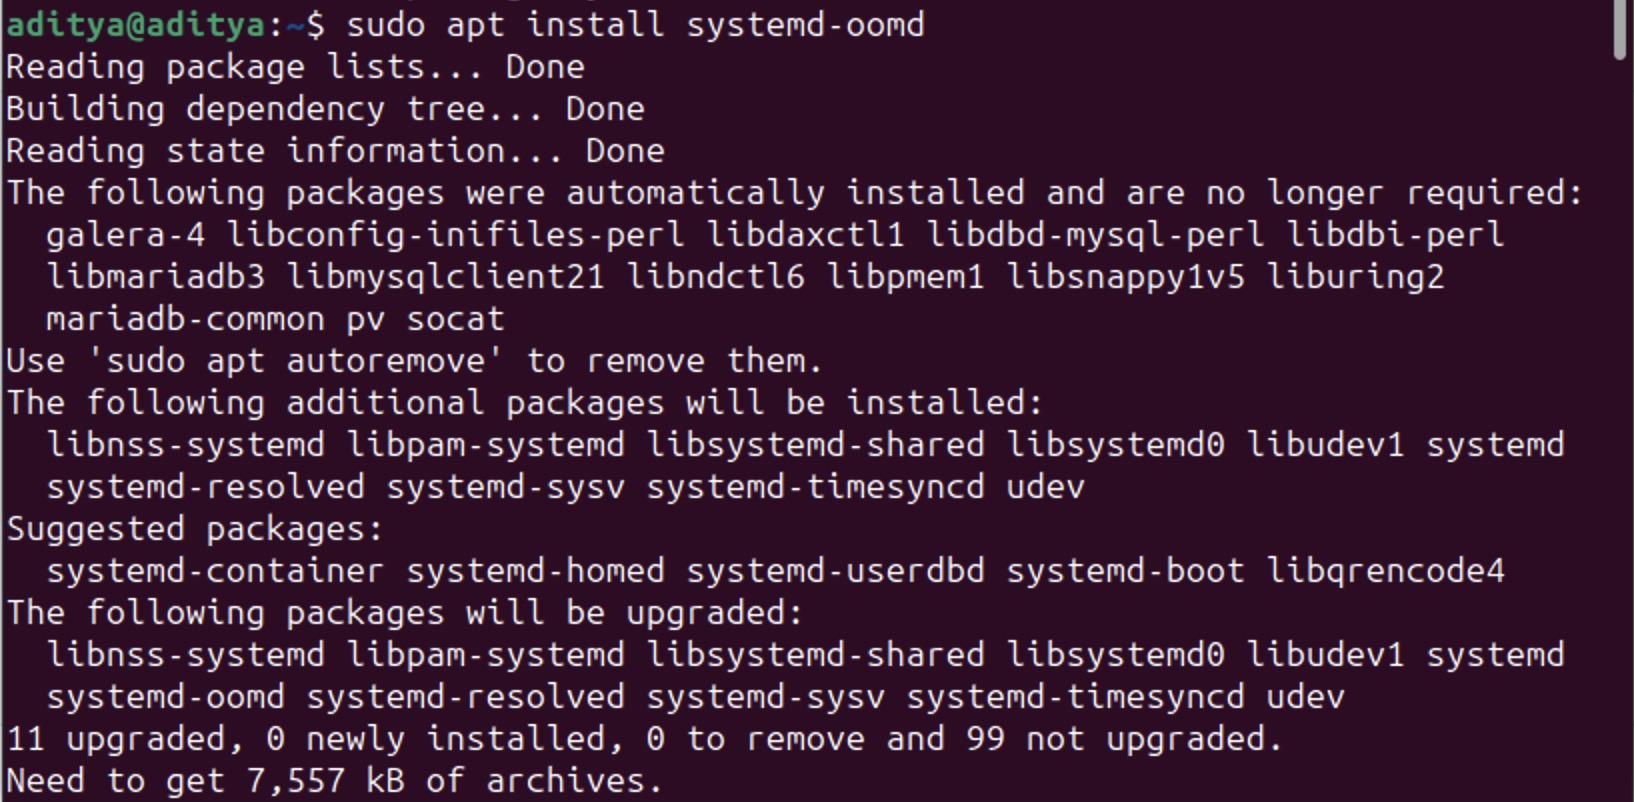 aditya@aditya:~$ sudo apt install systemd-oomd
Reading package lists... Done
Building dependency tree... Done
Reading state information... Done
The following packages were automatically installed and are no longer required:
  galera-4 libconfig-inifiles-perl libdaxctl1 libdbd-mysql-perl libdbi-perl
  libmariadb3 libmysqlclient21 libndctl6 libpmem1 libsnappy1v5 liburing2
  mariadb-common pv socat
Use 'sudo apt autoremove' to remove them.
The following additional packages will be installed:
  libnss-systemd libpam-systemd libsystemd-shared libsystemd0 libudev1 systemd
  systemd-resolved systemd-sysv systemd-timesyncd udev
Suggested packages:
  systemd-container systemd-homed systemd-userdbd systemd-boot libqrencode4
The following packages will be upgraded:
  libnss-systemd libpam-systemd libsystemd-shared libsystemd0 libudev1 systemd
  systemd-oomd systemd-resolved systemd-sysv systemd-timesyncd udev
11 upgraded, 0 newly installed, 0 to remove and 99 not upgraded.
Need to get 7,557 kB of archives.